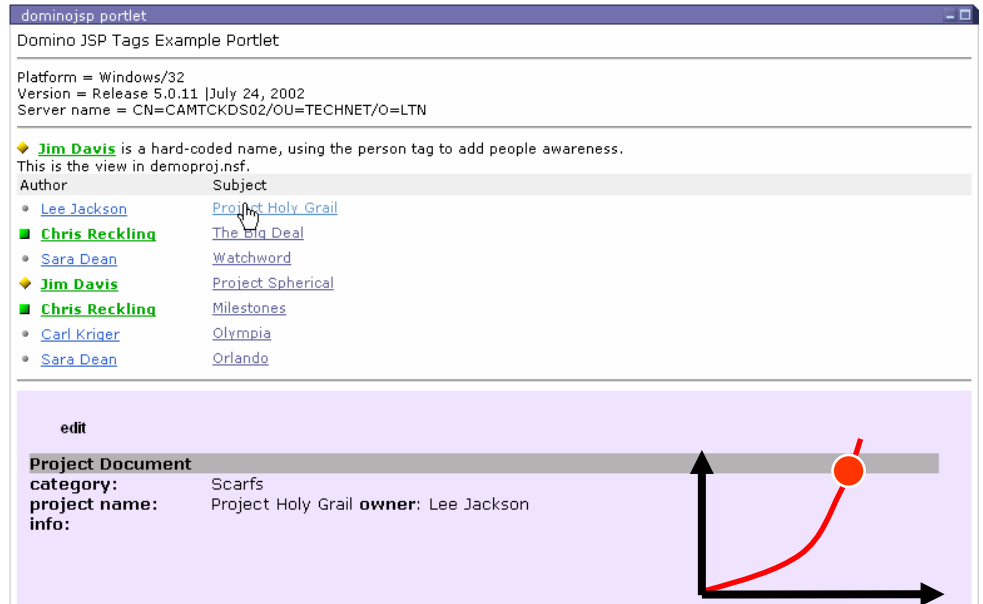 dominojsp portlet
Domino JSP Tags Example Portlet
Platform = Windows/32
Version = Release 5.0.11 |July 24, 2002
Server name = CN=CAMTCKDS02/OU=TECHNET/O=LTN
Jim Davis is a hard-coded name, using the person tag to add people awareness.
This is the view in demoproj.nsf.
Author Subject
Lee Jackson Project Holy Grail
Chris Reckling The Big Deal
Sara Dean Watchword
Jim Davis Project Spherical
Chris Reckling Milestones
Carl Kriger Olympia
Sara Dean Orlando
edit
Project Document
category: Scarfs
project name: Project Holy Grail owner: Lee Jackson
info: